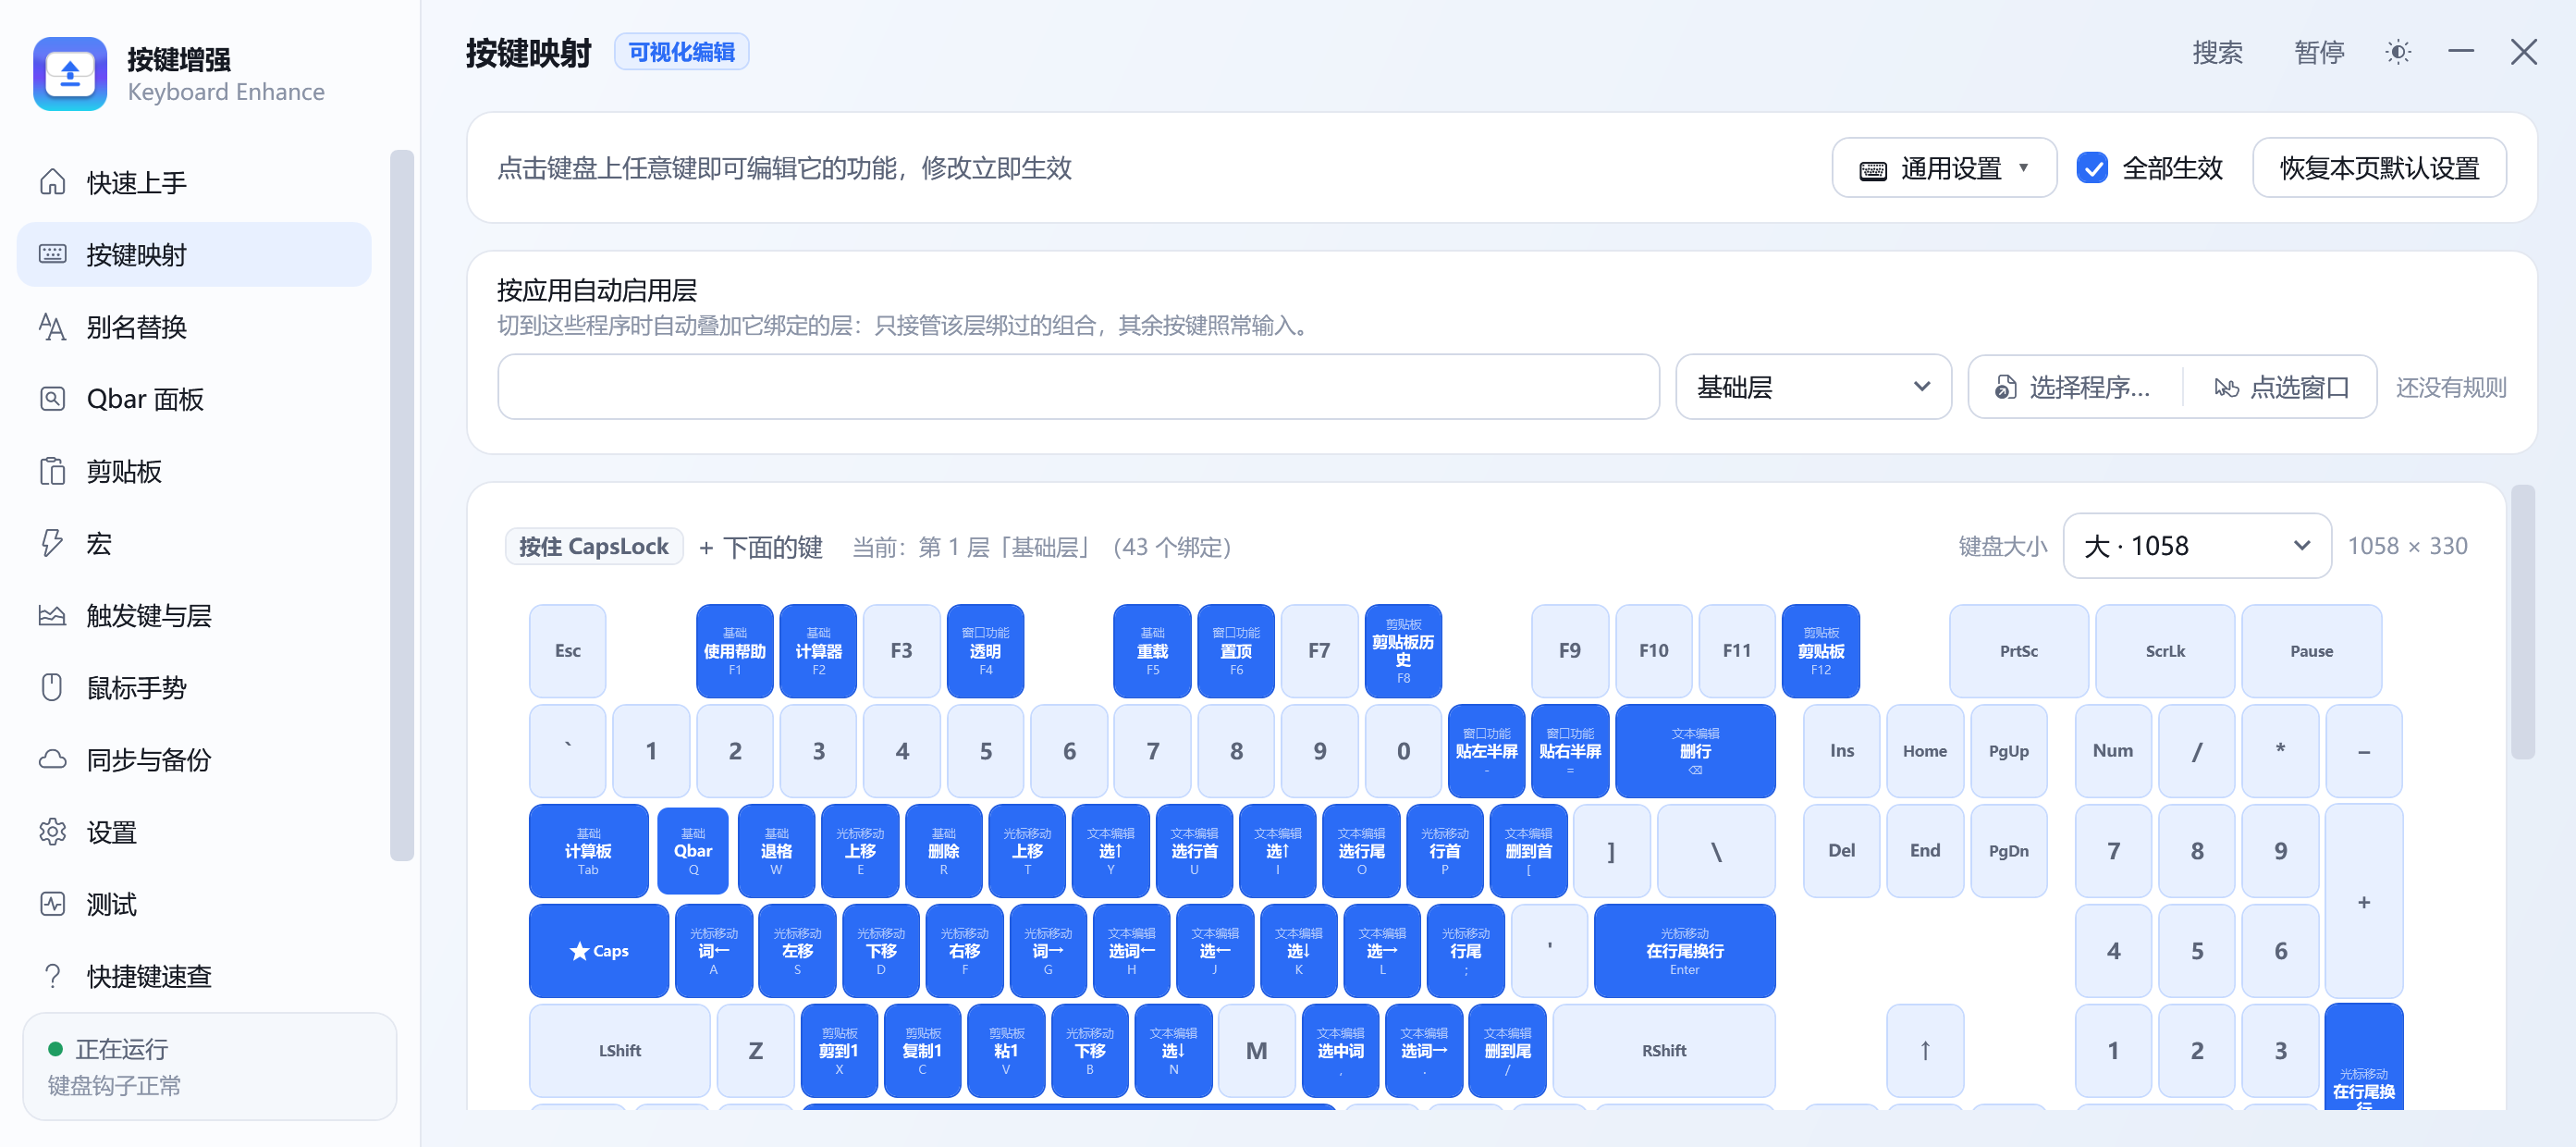 按键增强
Keyboard Enhance
快速上手
按键映射
别名替换
Qbar 面板
剪贴板
宏
触发键与层
鼠标手势
同步与备份
设置
测试
快捷键速查
正在运行
键盘钩子正常
按键映射 可视化编辑 搜索 暂停
点击键盘上任意键即可编辑它的功能，修改立即生效 通用设置 全部生效 恢复本页默认设置
按应用自动启用层
切到这些程序时自动叠加它绑定的层：只接管该层绑过的组合，其余按键照常输入。
基础层 选择程序... 点选窗口 还没有规则
按住 CapsLock + 下面的键 当前：第 1 层「基础层」（43 个绑定） 键盘大小 大 · 1058 1058 × 330
Esc
基础
使用帮助
F1
基础
计算器
F2
F3
窗口功能
透明
F4
基础
重载
F5
窗口功能
置顶
F6
F7
剪贴板
剪贴板历
史
F8
F9
F10
F11
剪贴板
剪贴板
F12
PrtSc
ScrLk
Pause
`
1
2
3
4
5
6
7
8
9
0
窗口功能
贴左半屏
-
窗口功能
贴右半屏
=
文本编辑
删行
⌫
Ins
Home
PgUp
Num
/
*
−
基础
计算板
Tab
基础
Qbar
Q
基础
退格
W
光标移动
上移
E
基础
删除
R
光标移动
上移
T
文本编辑
选↑
Y
文本编辑
选行首
U
文本编辑
选↑
I
文本编辑
选行尾
O
光标移动
行首
P
文本编辑
删到首
[
]
\
Del
End
PgDn
7
8
9
+
★ Caps
光标移动
词←
A
光标移动
左移
S
光标移动
下移
D
光标移动
右移
F
光标移动
词→
G
文本编辑
选词←
H
文本编辑
选←
J
文本编辑
选↓
K
文本编辑
选→
L
光标移动
行尾
;
'
光标移动
在行尾换行
Enter
4
5
6
LShift
Z
剪贴板
剪到1
X
剪贴板
复制1
C
剪贴板
粘1
V
光标移动
下移
B
文本编辑
选↓
N
M
文本编辑
选中词
,
文本编辑
选词→
.
文本编辑
删到尾
/
RShift
↑
1
2
3
光标移动
在行尾换
行